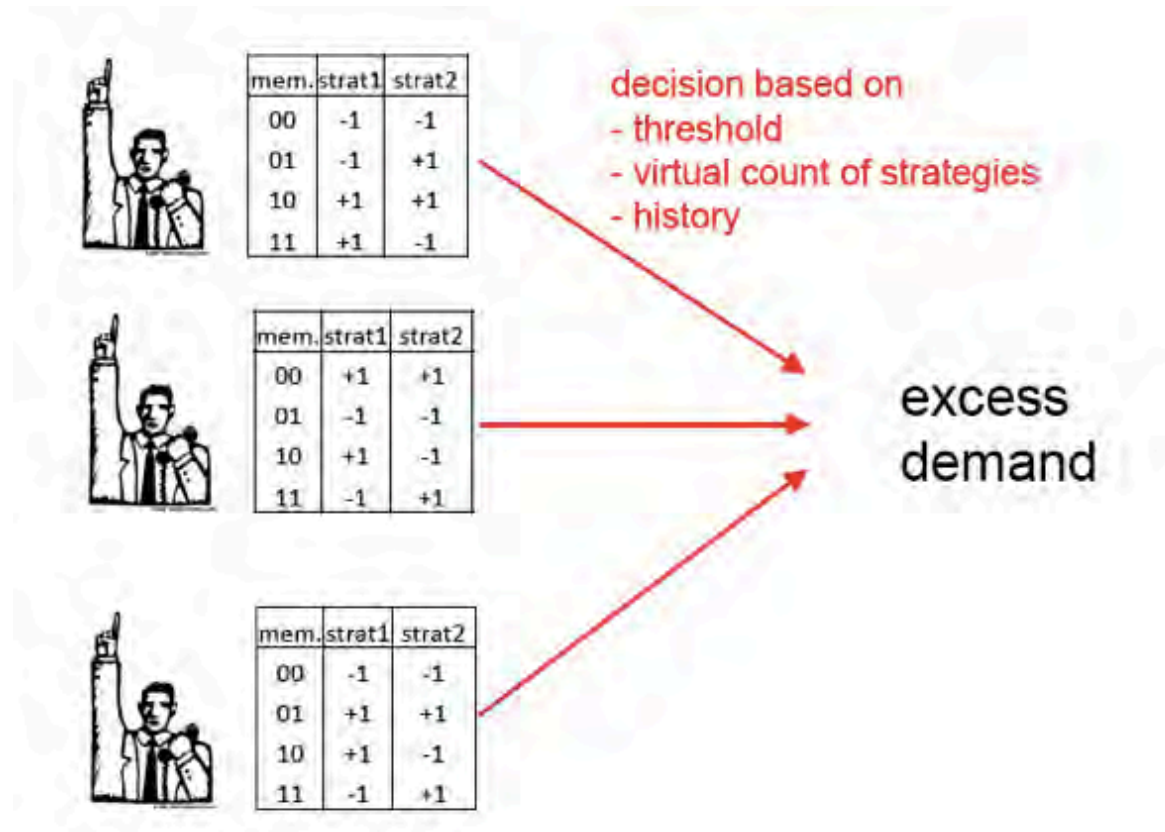 mem. strat1 strat2
00 -1 -1
01 -1 +1
10 +1 +1
11 +1 -1
decision based on
- threshold
- virtual count of strategies
- history
mem. strat1 strat2
00 +1 +1
01 -1 -1
10 +1 -1
11 -1 +1
excess
demand
mem. strat1 strat2
00 -1 -1
01 +1 +1
10 +1 -1
11 -1 +1